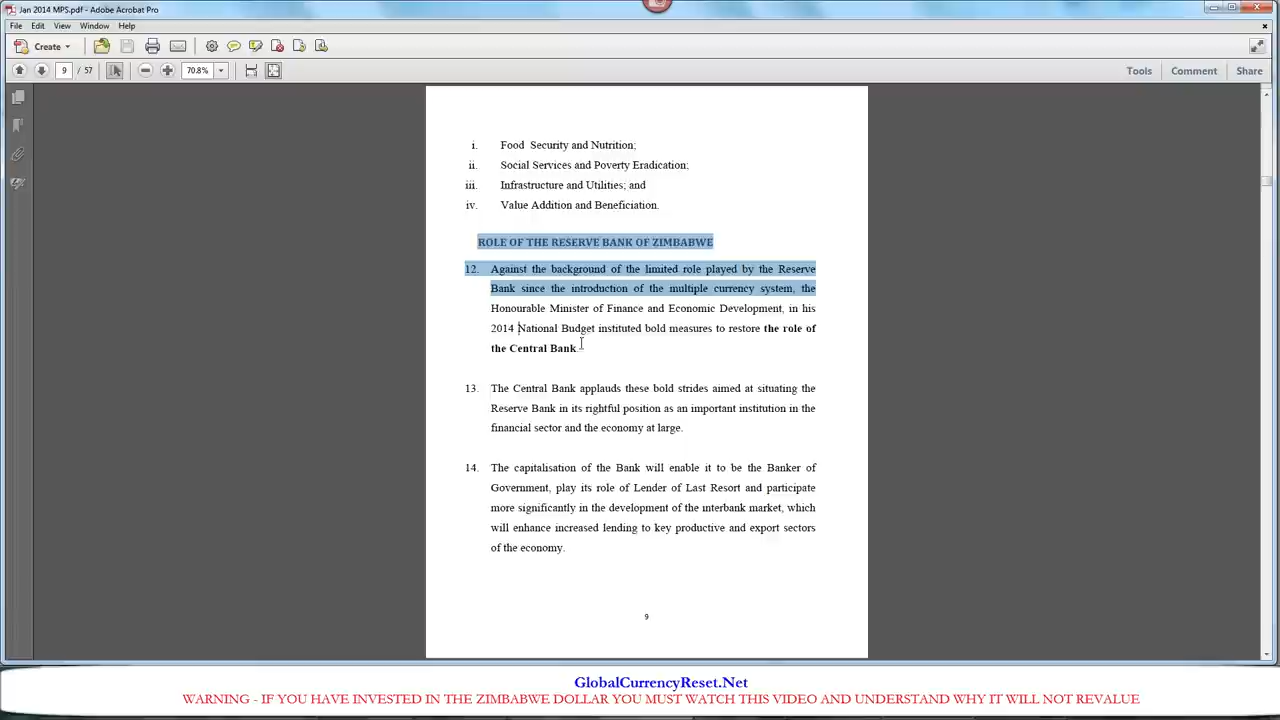 Jan 2014 MPS.pdf - Adobe Acrobat Pro
File Edit View Window Help
Create
9 / 57 70.8% Tools Comment Share
i. Food Security and Nutrition;
ii. Social Services and Poverty Eradication;
iii. Infrastructure and Utilities; and
iv. Value Addition and Beneficiation.
ROLE OF THE RESERVE BANK OF ZIMBABWE
12. Against the background of the limited role played by the Reserve
Bank since the introduction of the multiple currency system, the
Honourable Minister of Finance and Economic Development, in his
2014 National Budget instituted bold measures to restore the role of
the Central Bank.
13. The Central Bank applauds these bold strides aimed at situating the
Reserve Bank in its rightful position as an important institution in the
financial sector and the economy at large.
14. The capitalisation of the Bank will enable it to be the Banker of
Government, play its role of Lender of Last Resort and participate
more significantly in the development of the interbank market, which
will enhance increased lending to key productive and export sectors
of the economy.
9
GlobalCurrencyReset.Net
WARNING - IF YOU HAVE INVESTED IN THE ZIMBABWE DOLLAR YOU MUST WATCH THIS VIDEO AND UNDERSTAND WHY IT WILL NOT REVALUE